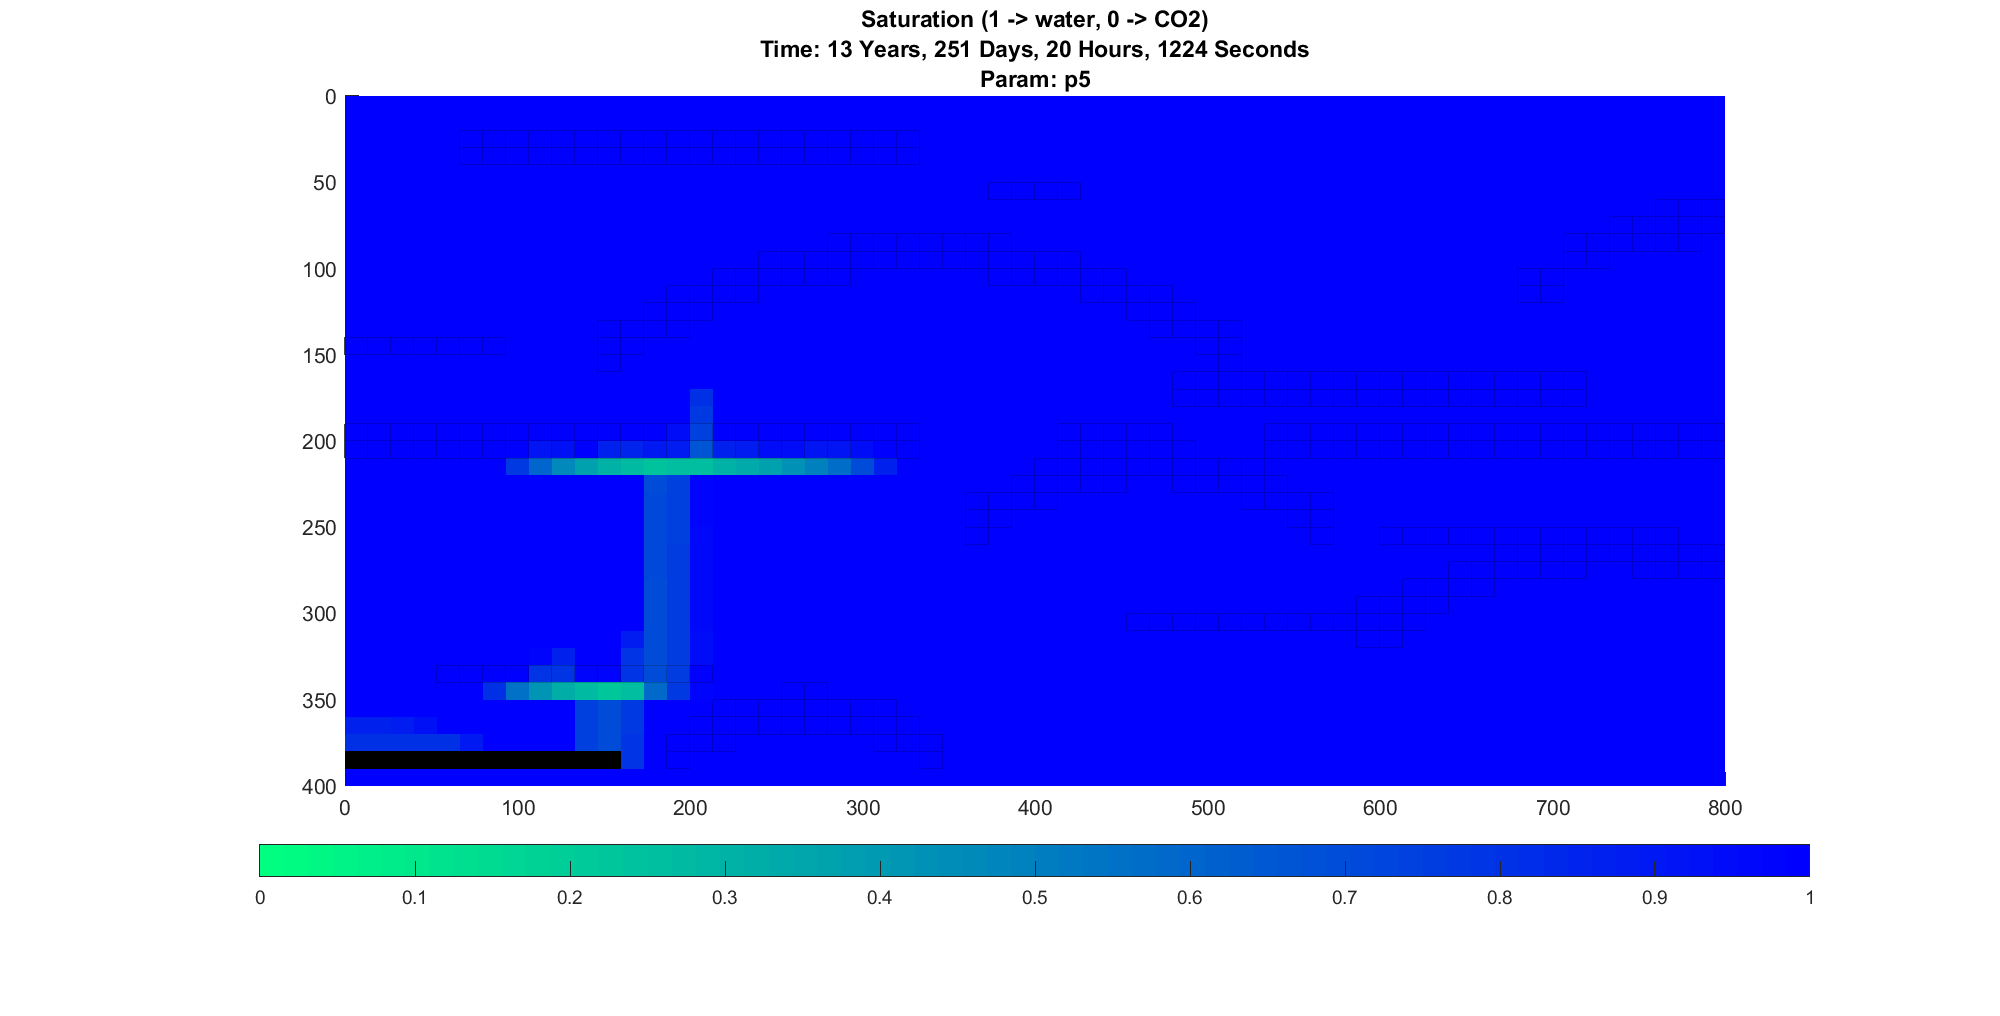 Saturation (1 -> water, 0 -> CO2)
Time: 13 Years, 251 Days, 20 Hours, 1224 Seconds
Param: p5
0
50
100
150
200
250
300
350
400
0 100 200 300 400 500 600 700 800
0 0.1 0.2 0.3 0.4 0.5 0.6 0.7 0.8 0.9 1